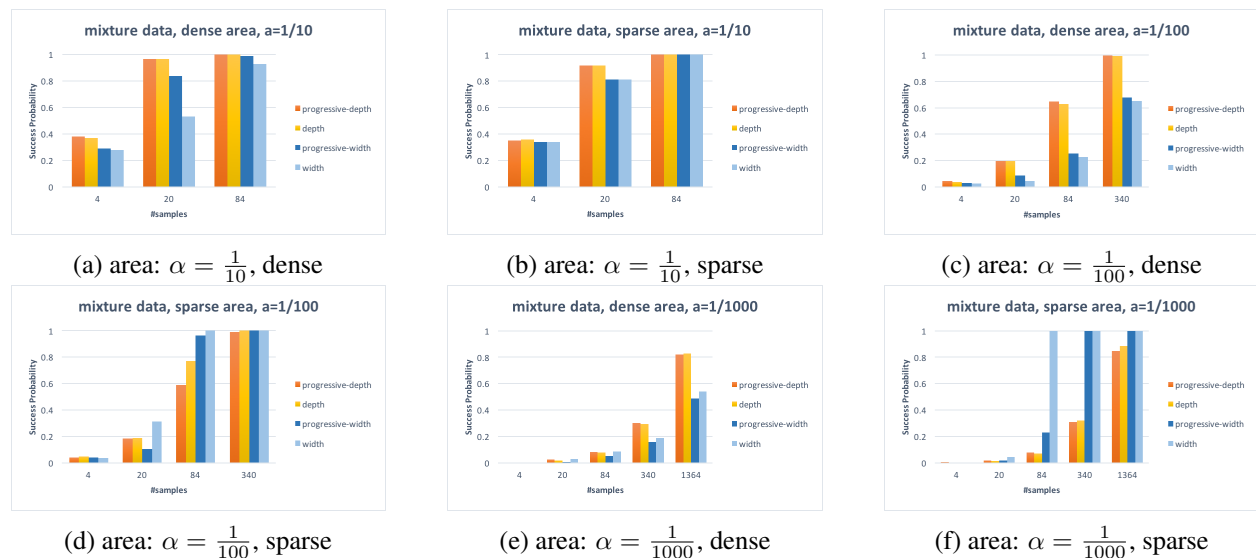 mixture data, dense area, a=1/10
Success Probability
1
0.8
0.6
0.4
0.2
0
4 20 84
#samples
progressive-depth
depth
progressive-width
width
(a) area: α = 1/10, dense
mixture data, sparse area, a=1/10
Success Probability
1
0.8
0.6
0.4
0.2
0
4 20 84
#samples
progressive-depth
depth
progressive-width
width
(b) area: α = 1/10, sparse
mixture data, dense area, a=1/100
Success Probability
1
0.8
0.6
0.4
0.2
0
4 20 84 340
#samples
progressive-depth
depth
progressive-width
width
(c) area: α = 1/100, dense
mixture data, sparse area, a=1/100
Success Probability
1
0.8
0.6
0.4
0.2
0
4 20 84 340
#samples
progressive-depth
depth
progressive-width
width
(d) area: α = 1/100, sparse
mixture data, dense area, a=1/1000
Success Probability
1
0.8
0.6
0.4
0.2
0
4 20 84 340 1364
#samples
progressive-depth
depth
progressive-width
width
(e) area: α = 1/1000, dense
mixture data, sparse area, a=1/1000
Success Probability
1
0.8
0.6
0.4
0.2
0
4 20 84 340 1364
#samples
progressive-depth
depth
progressive-width
width
(f) area: α = 1/1000, sparse